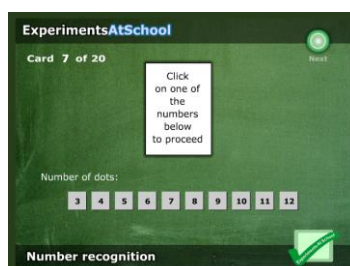 ExperimentsAtSchool
Card 7 of 20
Next
Click
on one of
the
numbers
below
to proceed
Number of dots:
3 4 5 6 7 8 9 10 11 12
ExperimentsAtSchool
Number recognition